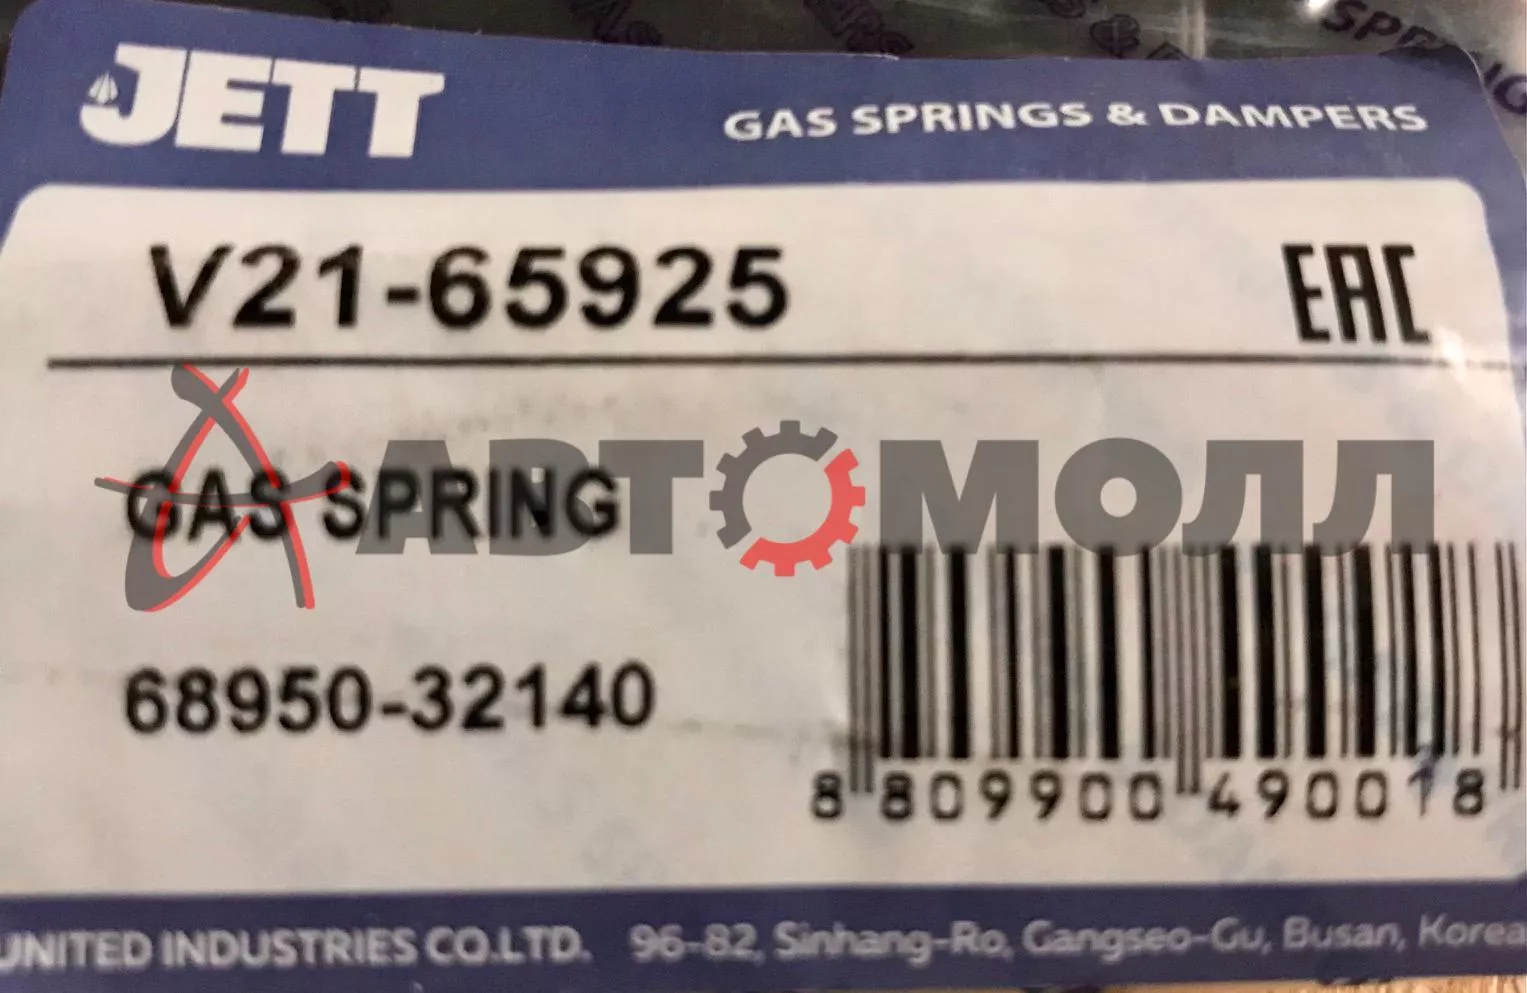 JETT
GAS SPRINGS & DAMPERS
V21-65925
EAC
АВТОМОЛЛ
GAS SPRING
68950-32140
8 809900 490018
UNITED INDUSTRIES CO.LTD. 96-82, Sinhang-Ro, Gangseo-Gu, Busan, Korea